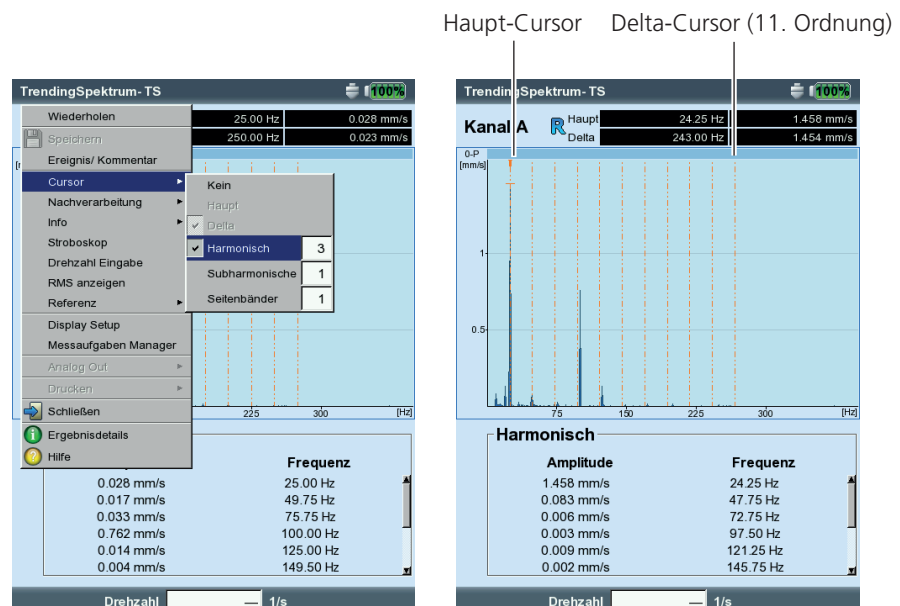 Haupt-Cursor Delta-Cursor (11. Ordnung)
TrendingSpektrum- TS 100%
Wiederholen
Speichern
Ereignis/ Kommentar
Cursor
Nachverarbeitung
Info
Stroboskop
Drehzahl Eingabe
RMS anzeigen
Referenz
Display Setup
Messaufgaben Manager
Analog Out
Drucken
Schließen
Ergebnisdetails
Hilfe
25.00 Hz 0.028 mm/s
250.00 Hz 0.023 mm/s
Kein
Haupt
Delta
Harmonisch 3
Subharmonische 1
Seitenbänder 1
225 300 [Hz]
Frequenz
0.028 mm/s 25.00 Hz
0.017 mm/s 49.75 Hz
0.033 mm/s 75.75 Hz
0.762 mm/s 100.00 Hz
0.014 mm/s 125.00 Hz
0.004 mm/s 149.50 Hz
Drehzahl — 1/s
TrendingSpektrum- TS 100%
Kanal A R Haupt 24.25 Hz 1.458 mm/s
Delta 243.00 Hz 1.454 mm/s
0-P
[mm/s]
1
0.5
75 150 225 300 [Hz]
Harmonisch
Amplitude Frequenz
1.458 mm/s 24.25 Hz
0.083 mm/s 47.75 Hz
0.006 mm/s 72.75 Hz
0.003 mm/s 97.50 Hz
0.009 mm/s 121.25 Hz
0.002 mm/s 145.75 Hz
Drehzahl — 1/s